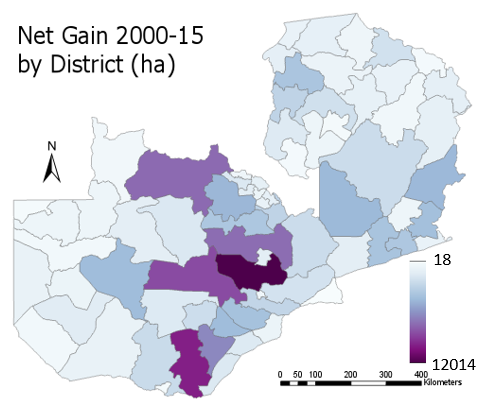 Net Gain 2000-15
by District (ha)
N
18
12014
0 50 100 200 300 400
Kilometers